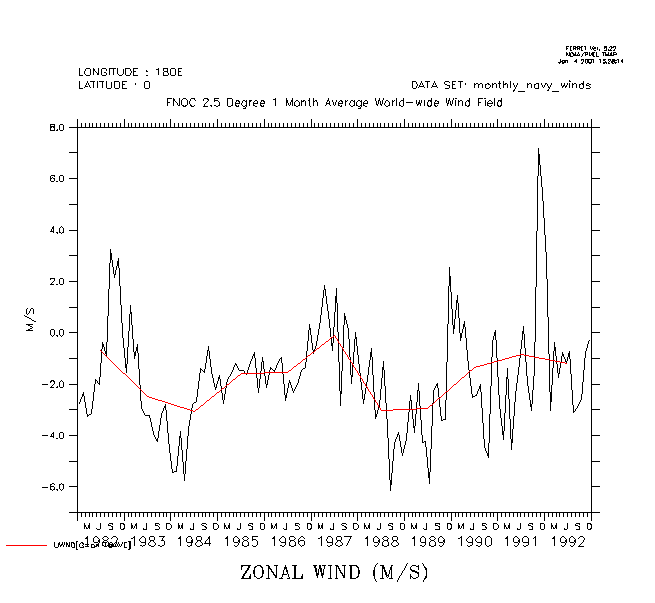 FERRET Ver. 5.22
NOAA/PMEL TMAP
Jan 4 2001 15:28:14
LONGITUDE : 180E
LATITUDE : 0
DATA SET: monthly_navy_winds
FNOC 2.5 Degree 1 Month Average World-wide Wind Field
8.0
6.0
4.0
2.0
0.0
-2.0
-4.0
-6.0
M/S
M J S D M J S D M J S D M J S D M J S D M J S D M J S D M J S D M J S D M J S D M J S D
1982 1983 1984 1985 1986 1987 1988 1989 1990 1991 1992
ZONAL WIND (M/S)